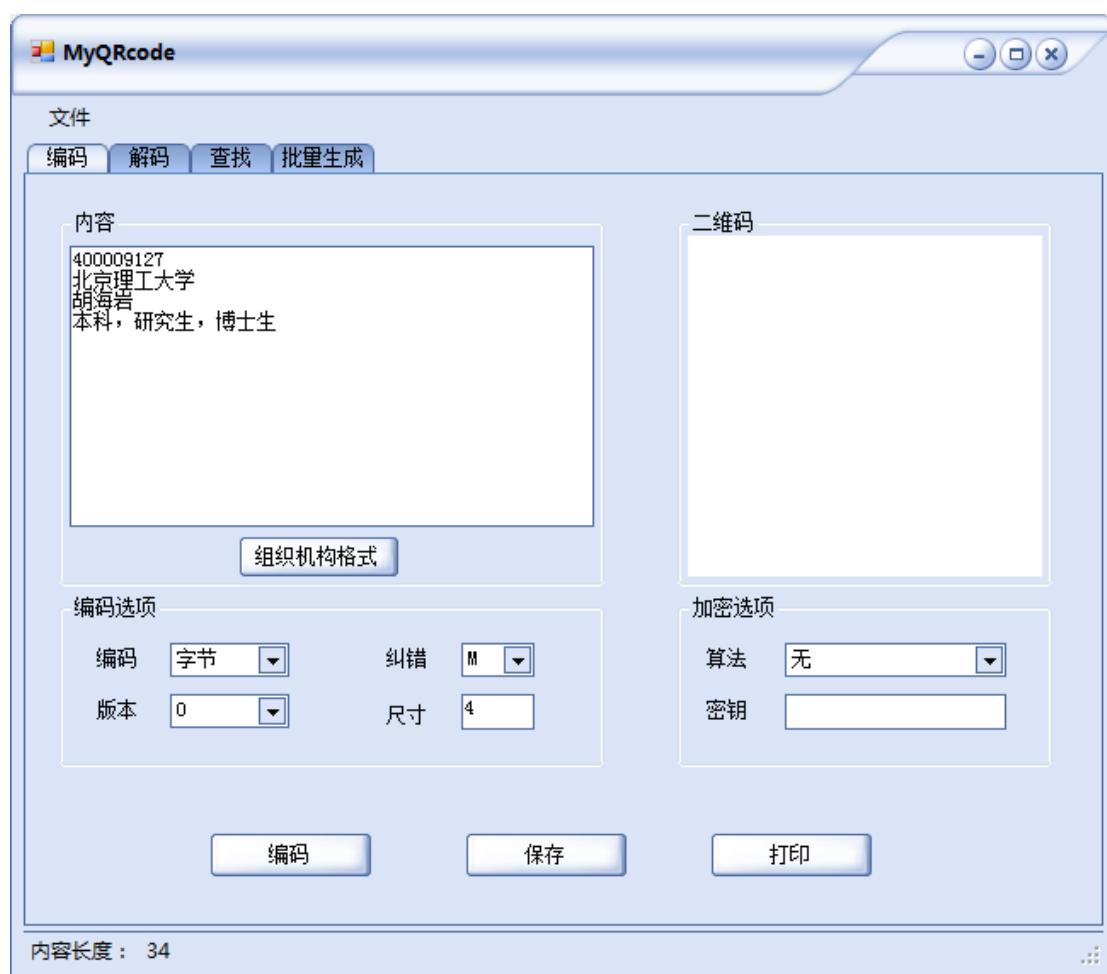 MyQRcode
文件
编码 解码 查找 批量生成
内容
400009127
北京理工大学
胡海岩
本科，研究生，博士生
组织机构格式
二维码
编码选项
编码 字节 纠错 M
版本 0 尺寸 4
加密选项
算法 无
密钥
编码 保存 打印
内容长度： 34